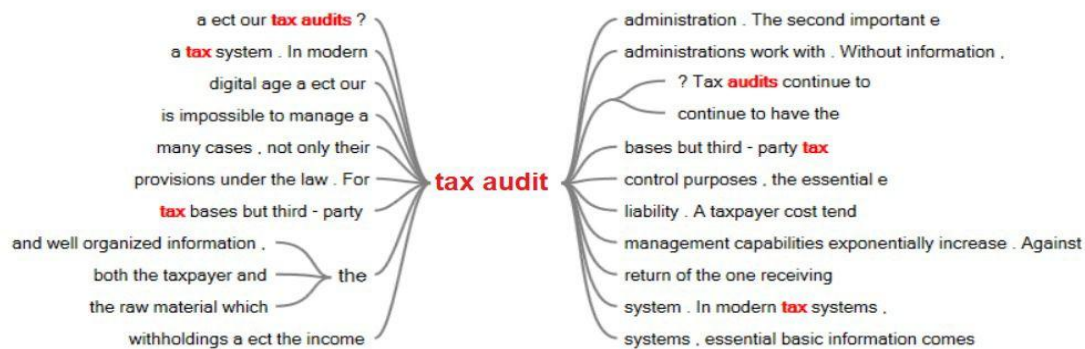 a ect our tax audits ?
a tax system . In modern
digital age a ect our
is impossible to manage a
many cases , not only their
provisions under the law . For
tax bases but third - party
and well organized information ,
both the taxpayer and
the raw material which
the
withholdings a ect the income
tax audit
administration . The second important e
administrations work with . Without information ,
? Tax audits continue to
continue to have the
bases but third - party tax
control purposes , the essential e
liability . A taxpayer cost tend
management capabilities exponentially increase . Against
return of the one receiving
system . In modern tax systems ,
systems , essential basic information comes